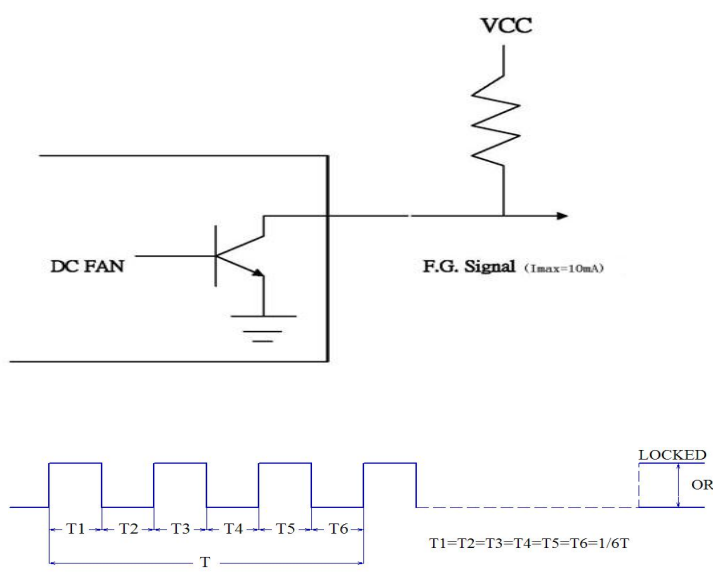 VCC
DC FAN
F.G. Signal (Imax=10mA)
LOCKED
OR
T1 T2 T3 T4 T5 T6
T1=T2=T3=T4=T5=T6=1/6T
T